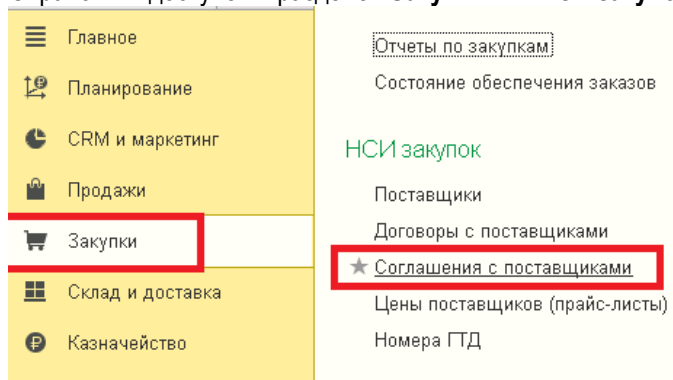 Главное
Планирование
CRM и маркетинг
Продажи
Закупки
Склад и доставка
Казначейство
Отчеты по закупкам
Состояние обеспечения заказов
НСИ закупок
Поставщики
Договоры с поставщиками
Соглашения с поставщиками
Цены поставщиков (прайс-листы)
Номера ГТД